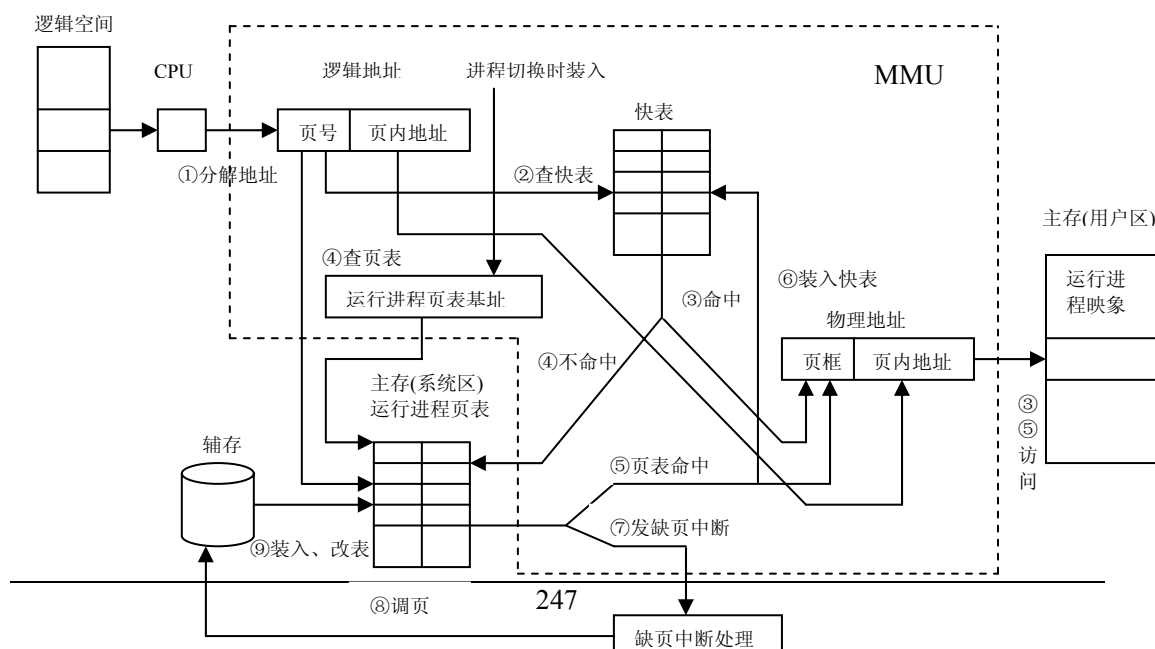 逻辑空间
CPU
逻辑地址
进程切换时装入
MMU
快表
页号
页内地址
①分解地址
②查快表
主存(用户区)
④查页表
运行进程页表基址
③命中
⑥装入快表
运行进
程映象
物理地址
④不命中
页框
页内地址
主存(系统区)
运行进程页表
③
⑤
访
问
辅存
⑤页表命中
⑦发缺页中断
⑨装入、改表
⑧调页
247
缺页中断处理